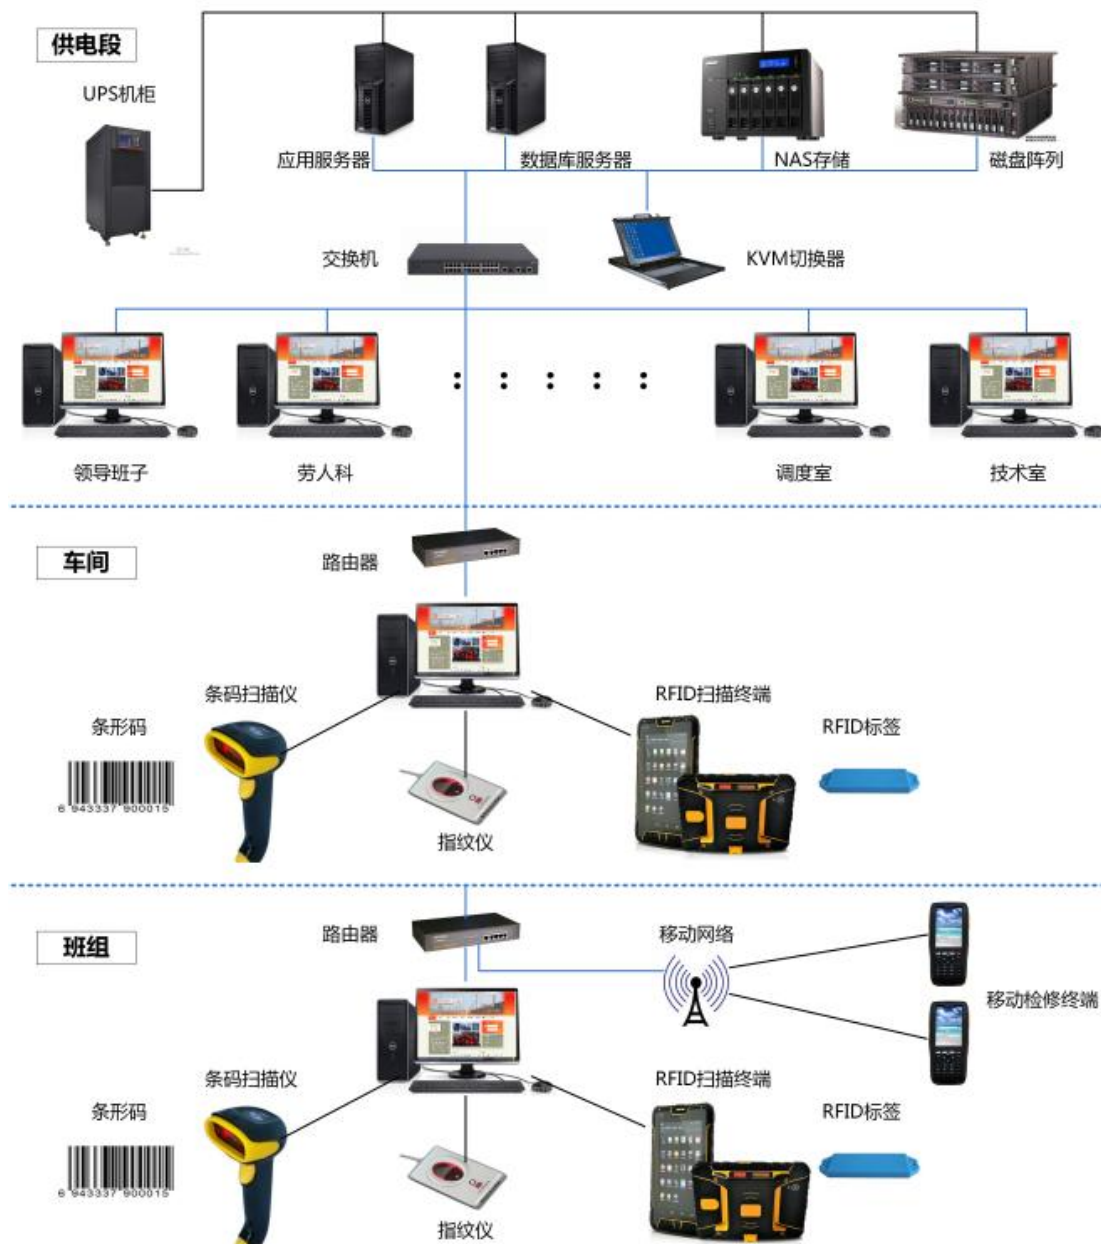 供电段
UPS机柜
应用服务器
数据库服务器
NAS存储
磁盘阵列
交换机
KVM切换器
领导班子
劳人科
调度室
技术室
车间
路由器
条码扫描仪
RFID扫描终端
条形码
RFID标签
6 943337 900015
指纹仪
班组
路由器
移动网络
移动检修终端
条码扫描仪
RFID扫描终端
条形码
RFID标签
6 943337 900015
指纹仪